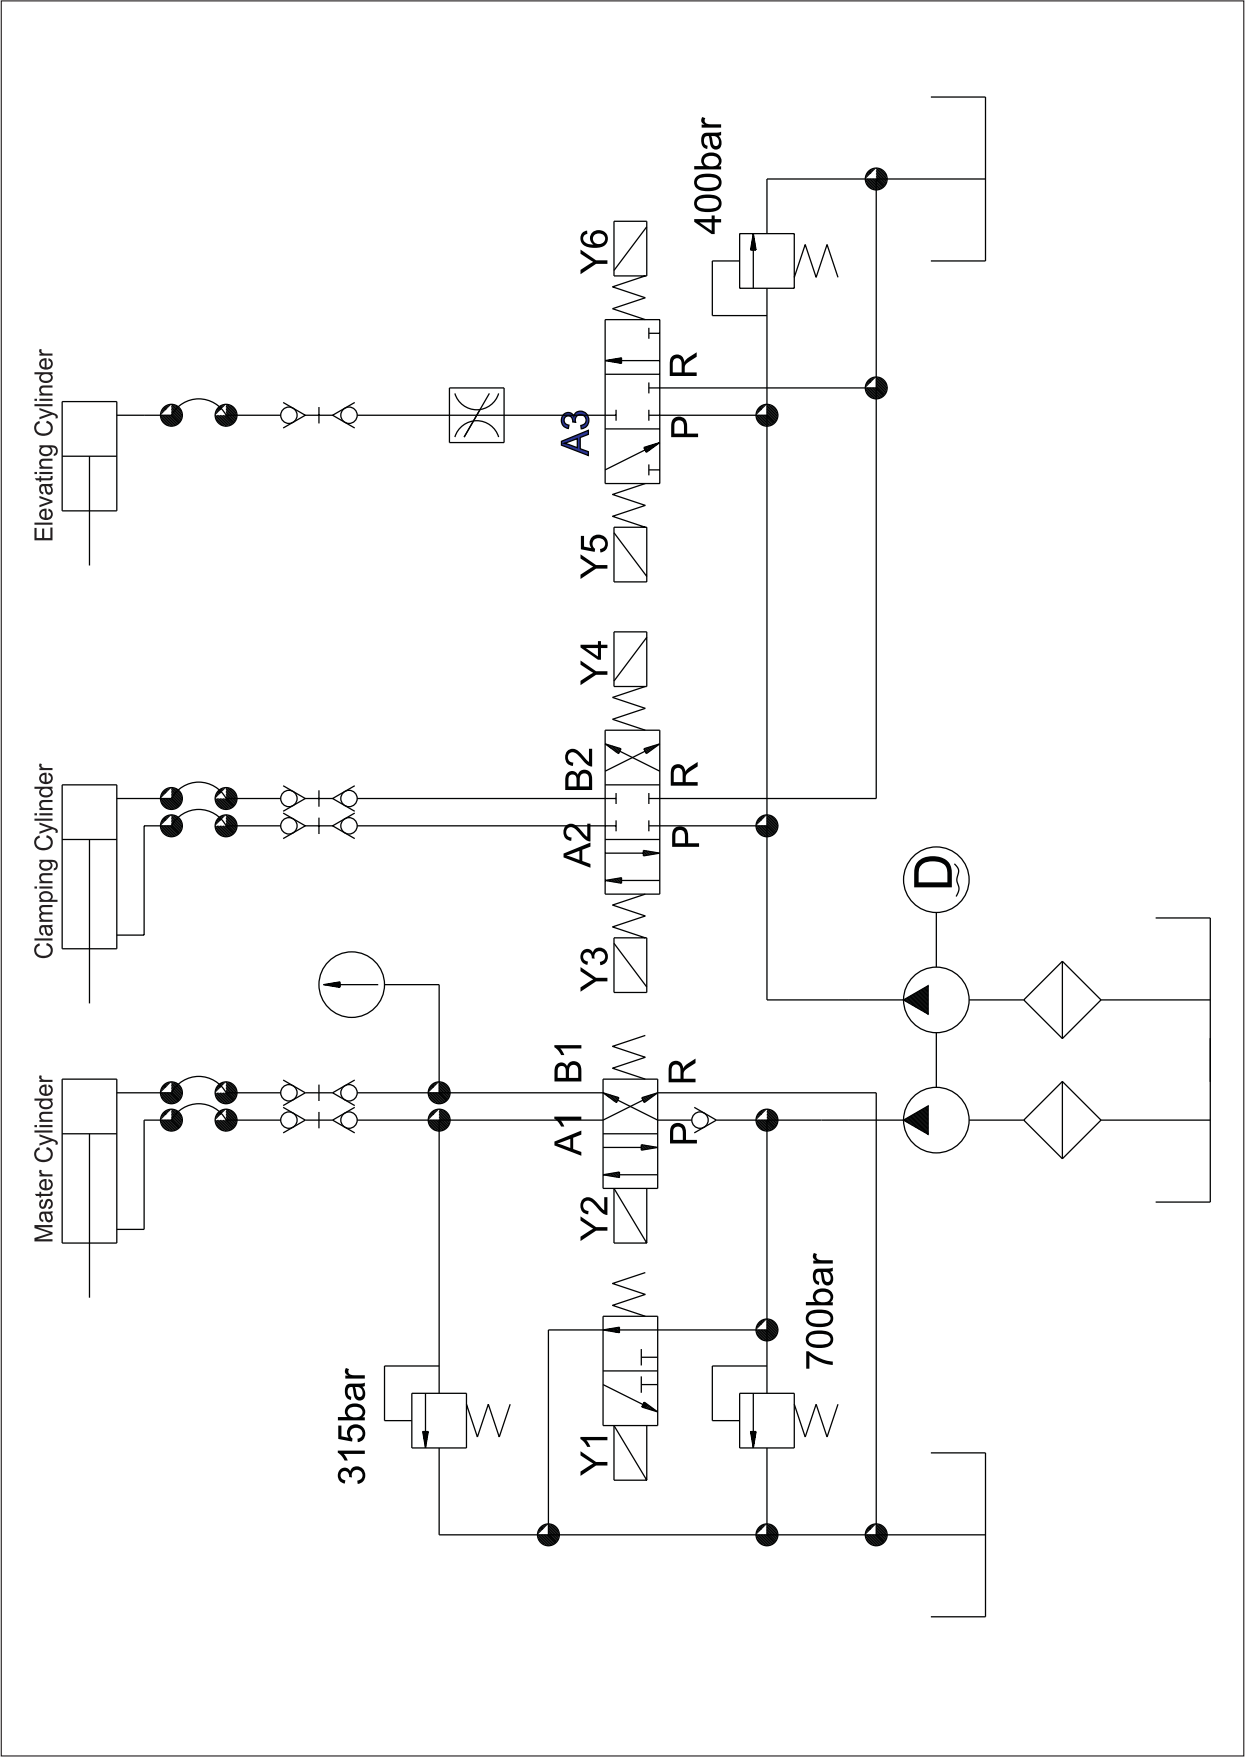 Master Cylinder
Clamping Cylinder
Elevating Cylinder
315bar
A1
B1
A2
B2
A3
Y1
Y2
Y3
Y4
Y5
Y6
P
R
P
R
P
R
700bar
400bar
D